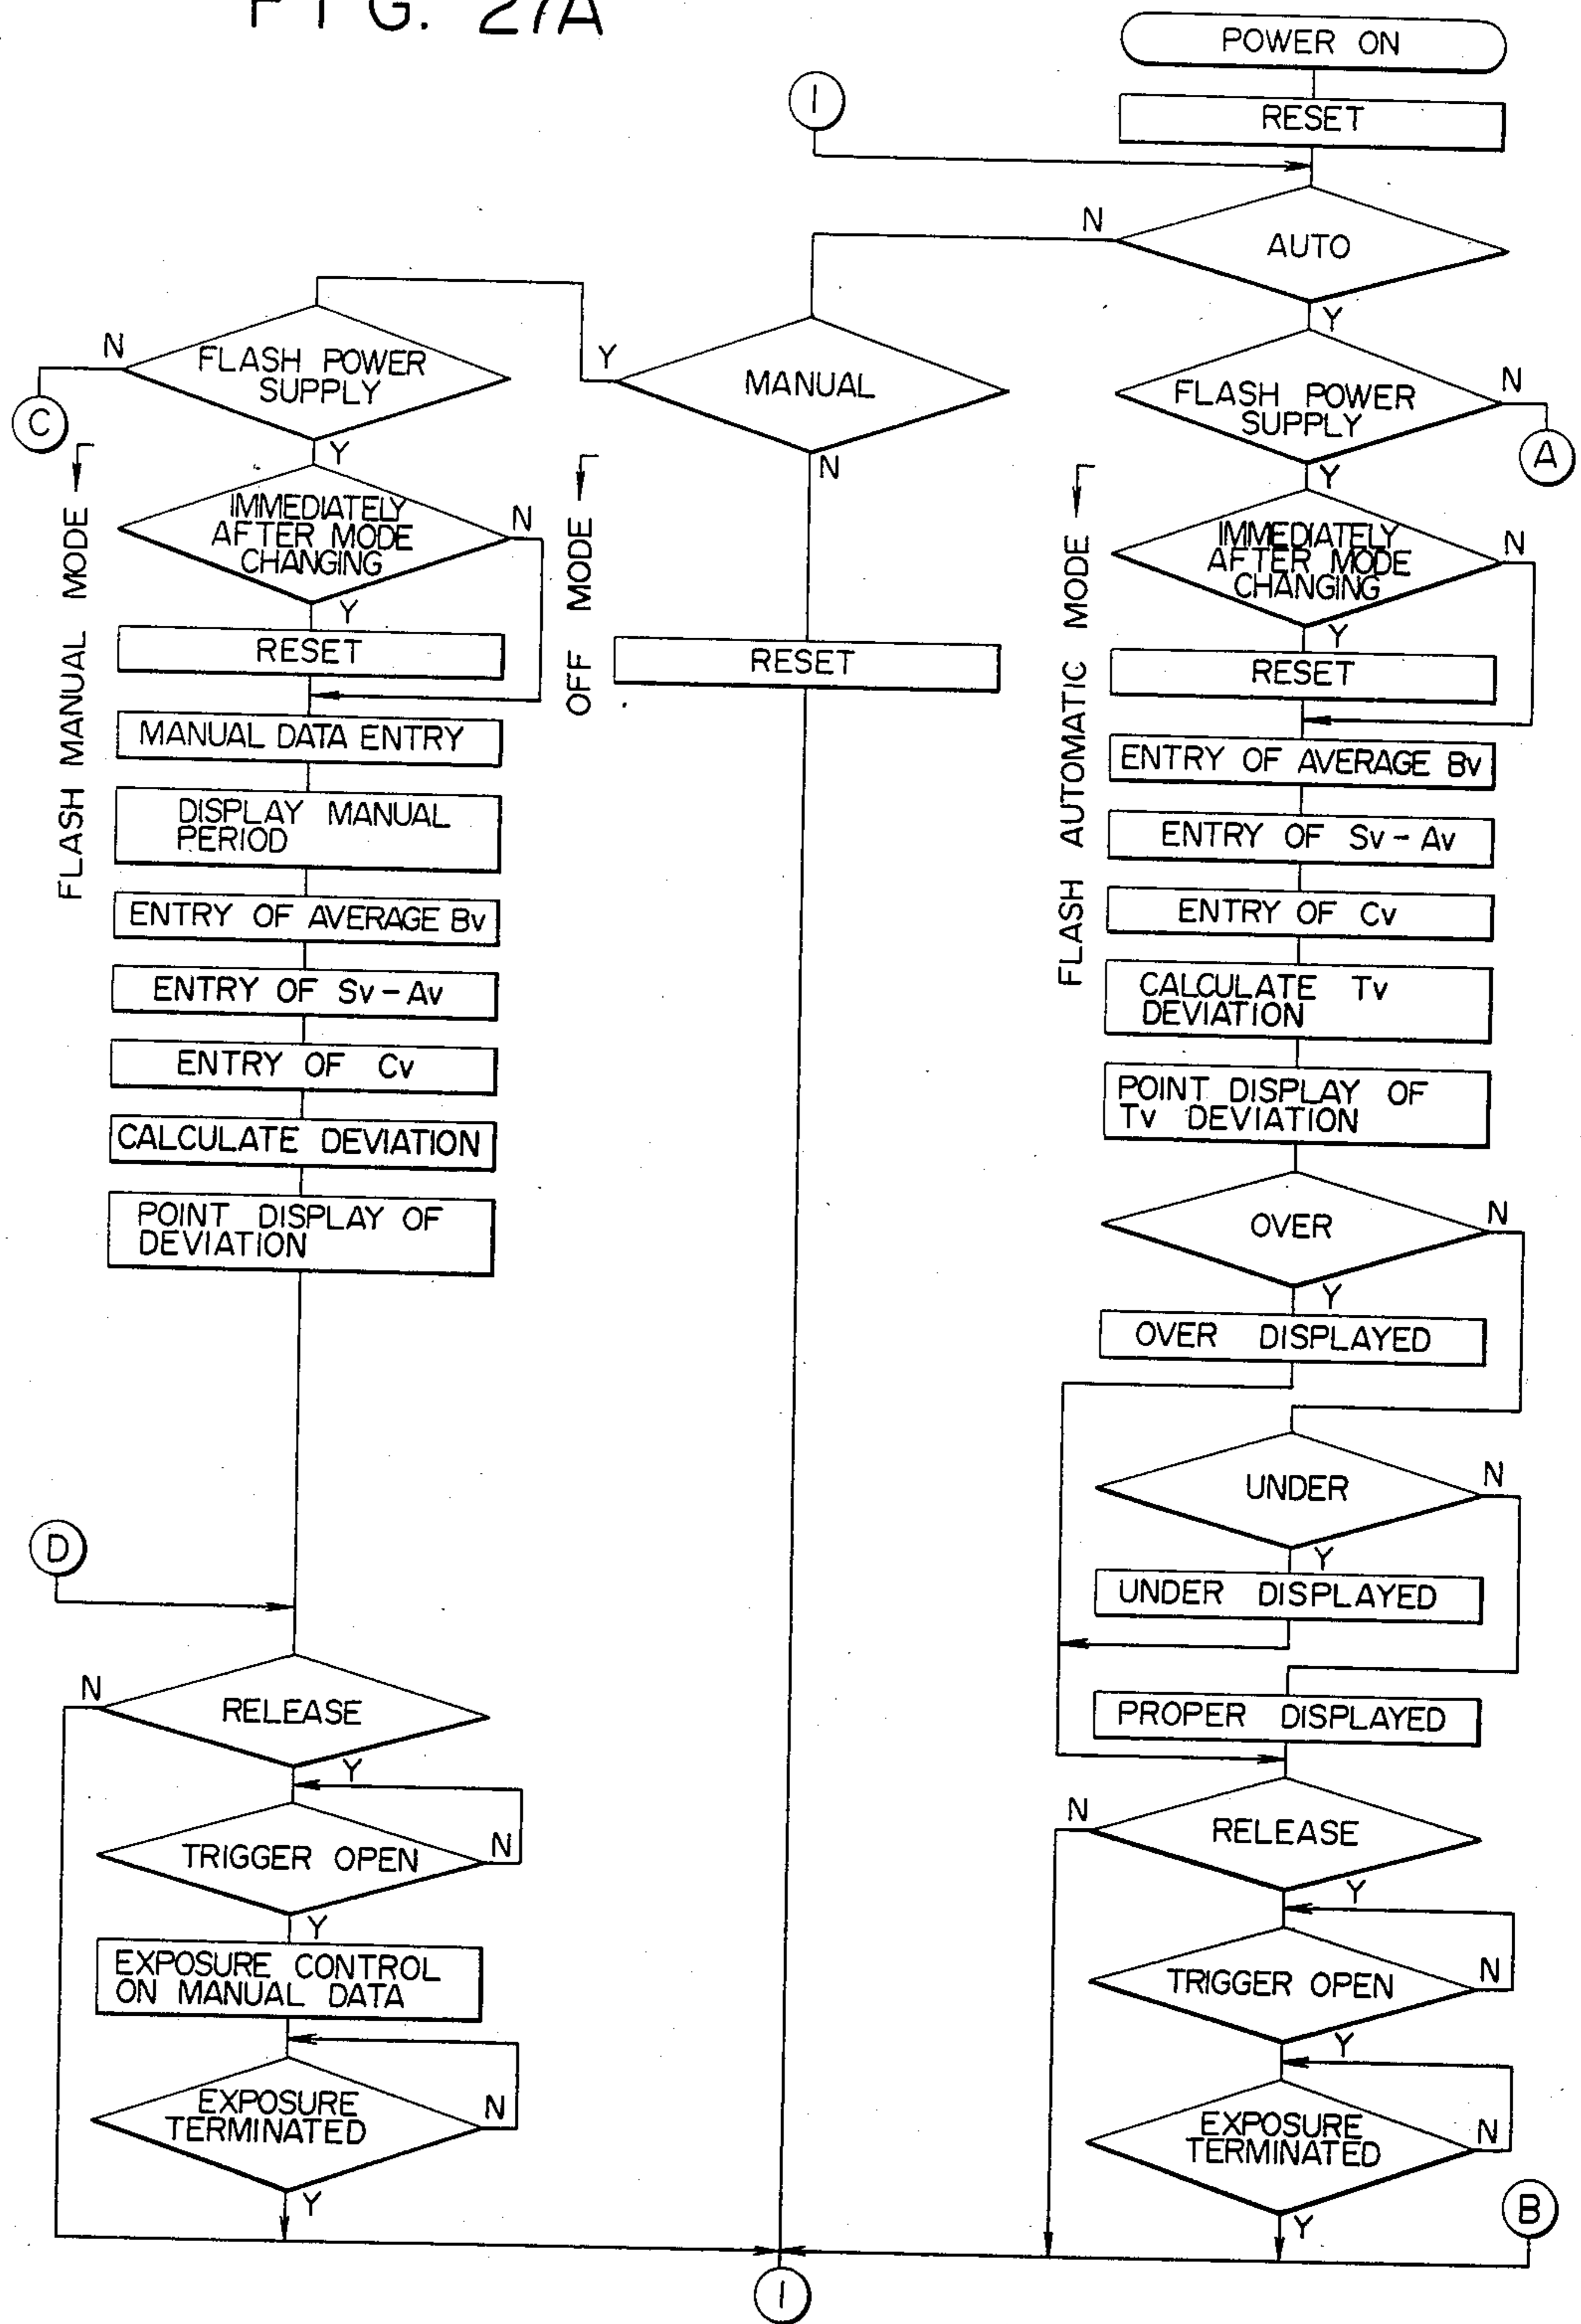 FIG. 27A
POWER ON
RESET
1
AUTO
N
Y
FLASH POWER
SUPPLY
N
A
Y
MANUAL
Y
N
FLASH POWER
SUPPLY
N
C
Y
FLASH MANUAL MODE
IMMEDIATELY
AFTER MODE
CHANGING
N
Y
RESET
MANUAL DATA ENTRY
DISPLAY MANUAL
PERIOD
ENTRY OF AVERAGE Bv
ENTRY OF Sv-Av
ENTRY OF Cv
CALCULATE DEVIATION
POINT DISPLAY OF
DEVIATION
D
RELEASE
N
Y
TRIGGER OPEN
N
Y
EXPOSURE CONTROL
ON MANUAL DATA
EXPOSURE
TERMINATED
N
Y
OFF MODE
RESET
1
FLASH AUTOMATIC MODE
IMMEDIATELY
AFTER MODE
CHANGING
N
Y
RESET
ENTRY OF AVERAGE Bv
ENTRY OF Sv-Av
ENTRY OF Cv
CALCULATE Tv
DEVIATION
POINT DISPLAY OF
Tv DEVIATION
OVER
N
Y
OVER DISPLAYED
UNDER
N
Y
UNDER DISPLAYED
PROPER DISPLAYED
RELEASE
N
Y
TRIGGER OPEN
N
Y
EXPOSURE
TERMINATED
N
Y
B